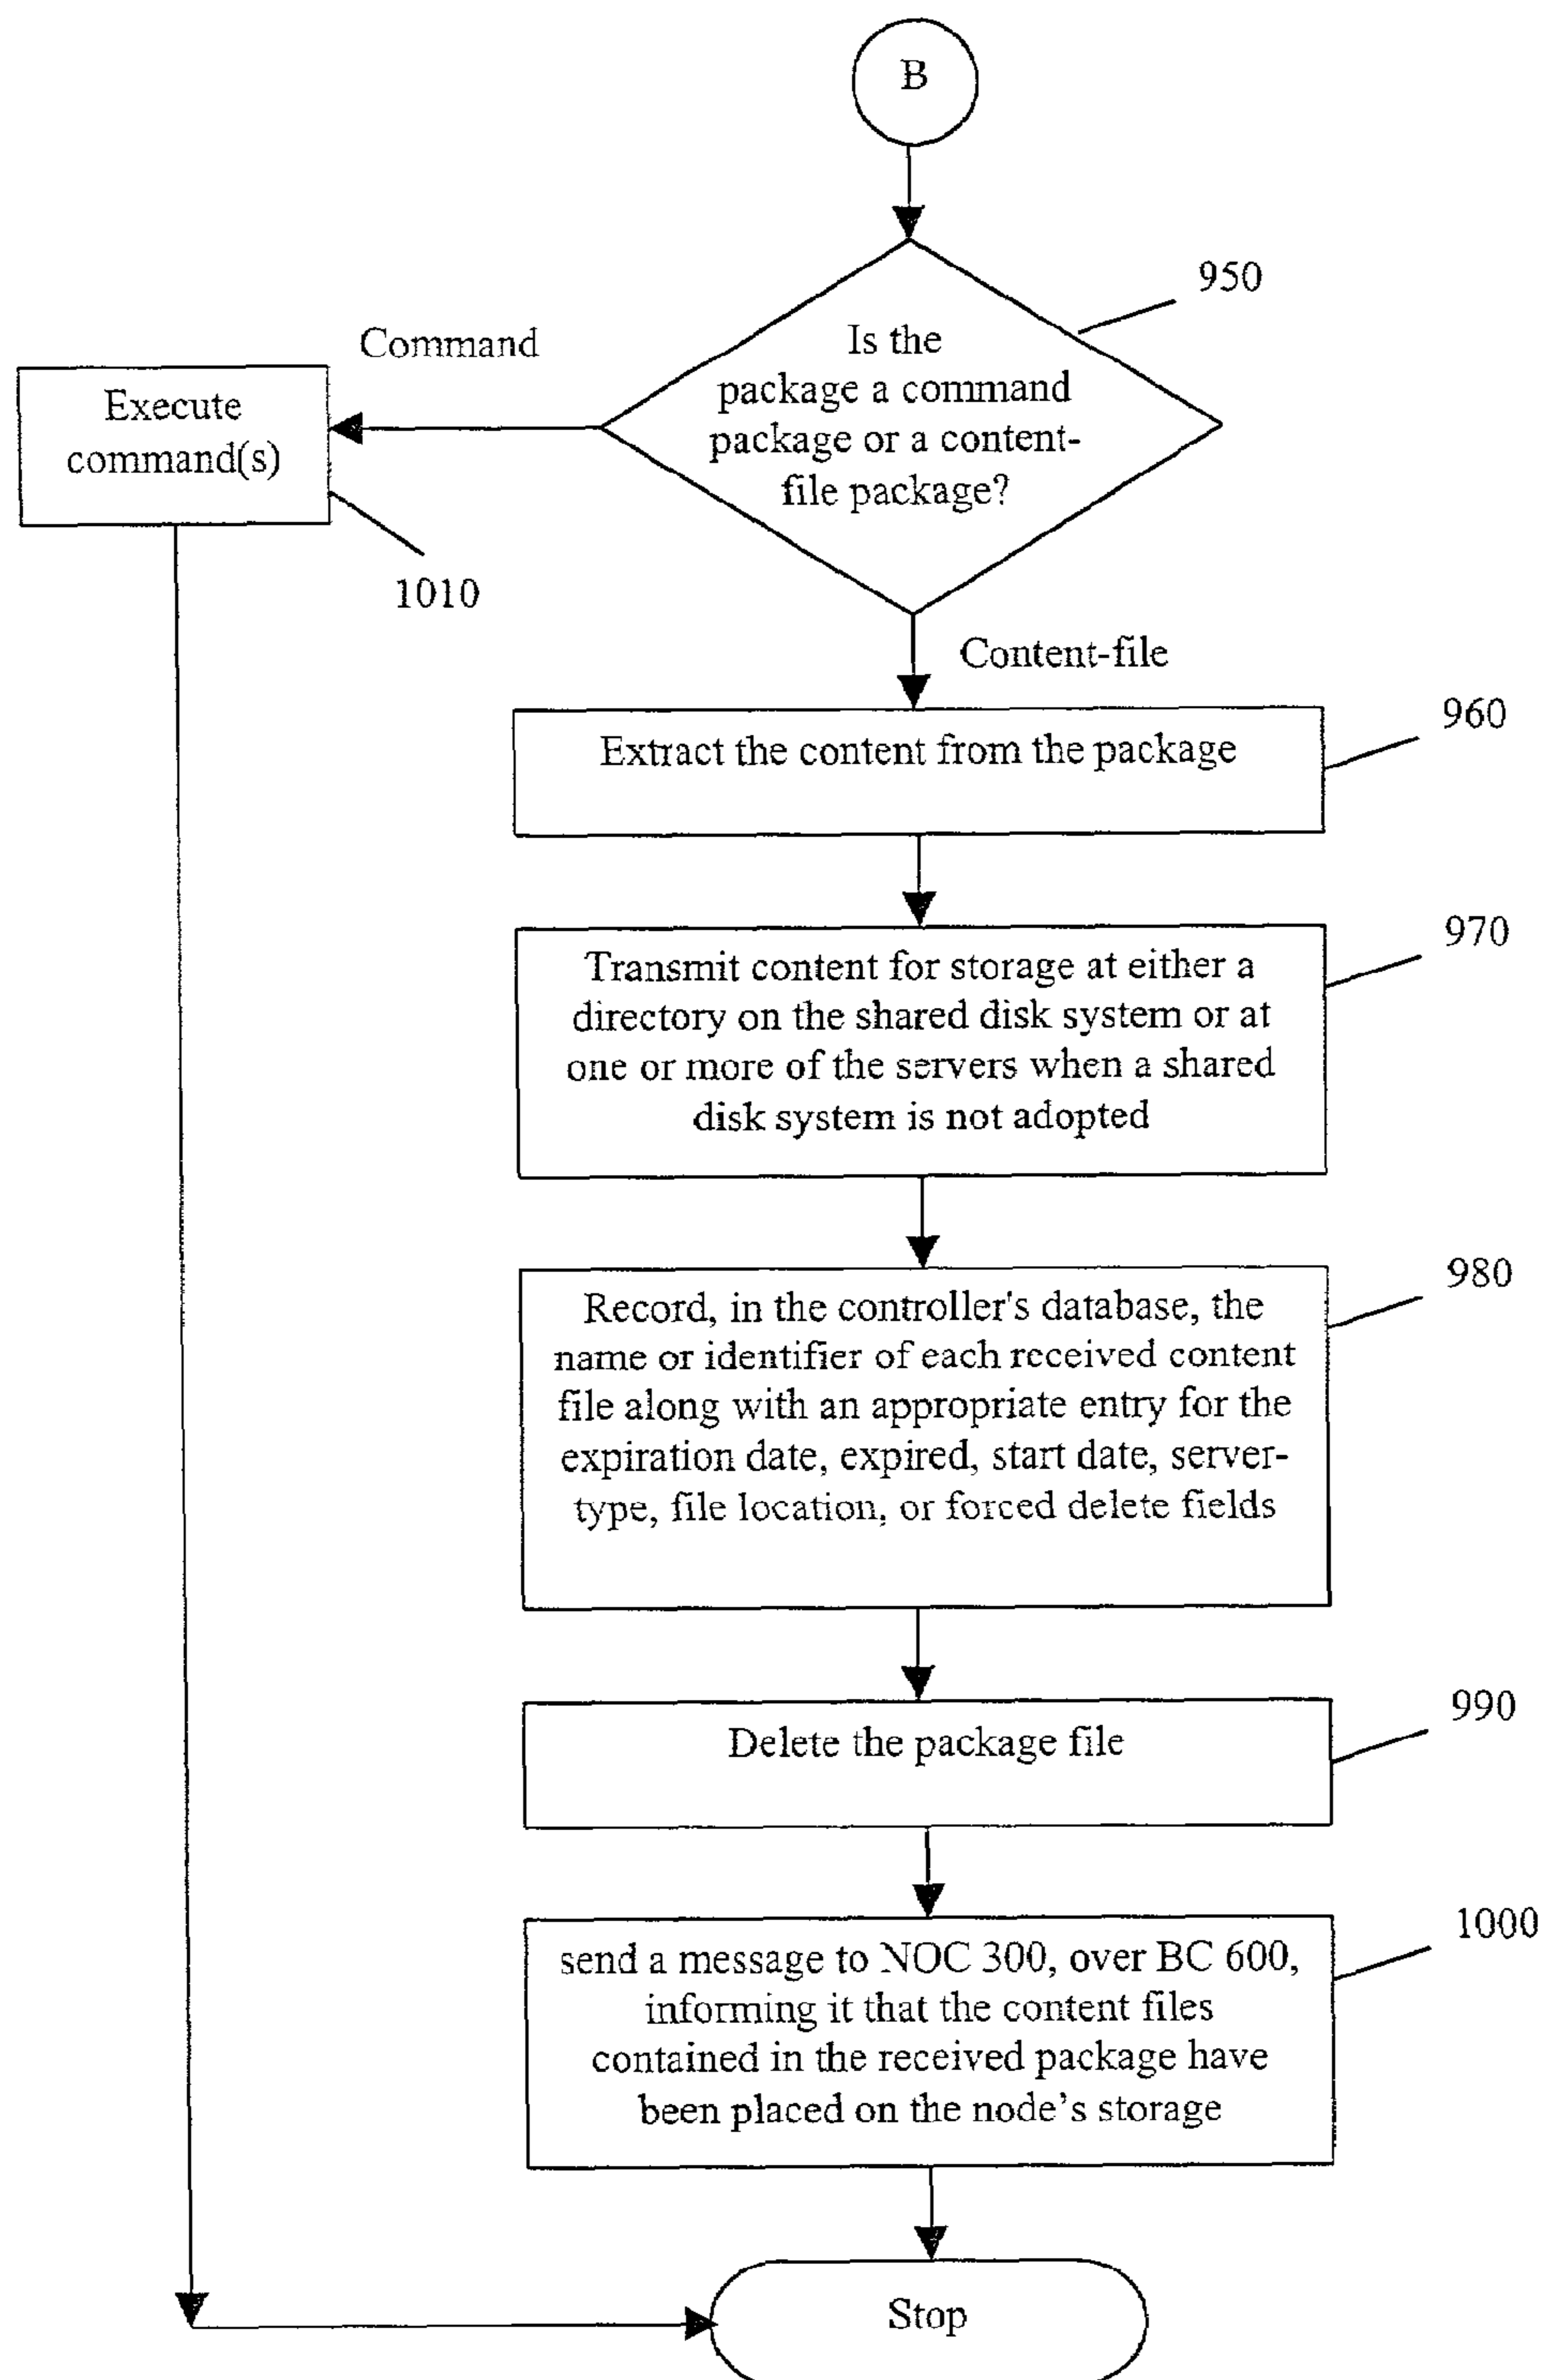 B
950
Is the
package a command
package or a content-
file package?
Command
Execute
command(s)
1010
Content-file
960
Extract the content from the package
970
Transmit content for storage at either a
directory on the shared disk system or at
one or more of the servers when a shared
disk system is not adopted
980
Record, in the controller's database, the
name or identifier of each received content
file along with an appropriate entry for the
expiration date, expired, start date, server-
type, file location, or forced delete fields
990
Delete the package file
1000
send a message to NOC 300, over BC 600,
informing it that the content files
contained in the received package have
been placed on the node’s storage
Stop